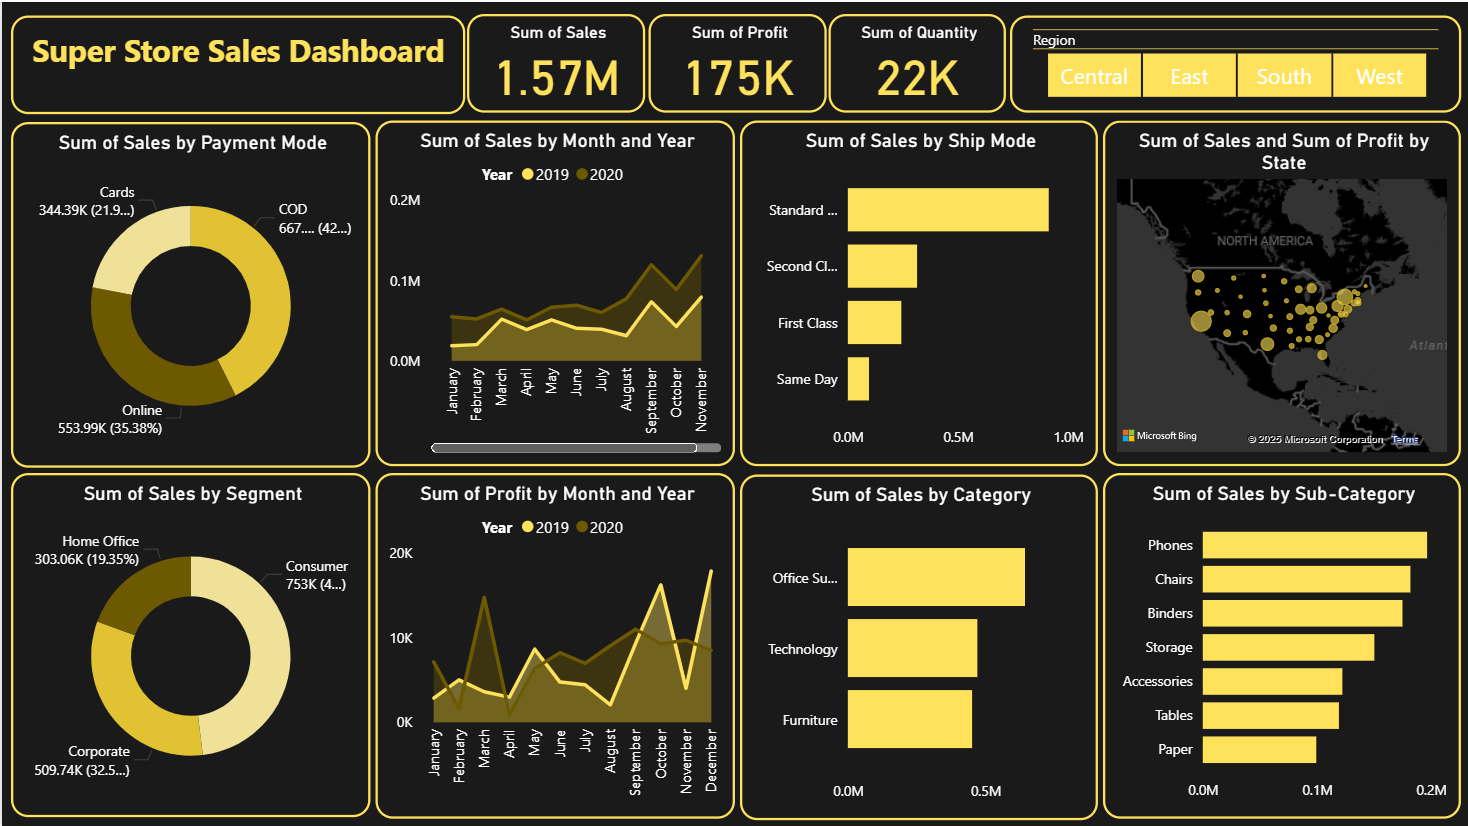 Super Store Sales Dashboard
Sum of Sales
1.57M
Sum of Profit
175K
Sum of Quantity
22K
Region
Central
East
South
West
Sum of Sales by Payment Mode
Cards
344.39K (21.9...)
COD
667.... (42...)
Online
553.99K (35.38%)
Sum of Sales by Month and Year
Year 2019 2020
0.2M
0.1M
0.0M
January
February
March
April
May
June
July
August
September
October
November
Sum of Sales by Ship Mode
Standard ...
Second Cl...
First Class
Same Day
0.0M
0.5M
1.0M
Sum of Sales and Sum of Profit by
State
NORTH AMERICA
Atlant
Microsoft Bing
© 2025 Microsoft Corporation Terms
Sum of Sales by Segment
Home Office
303.06K (19.35%)
Consumer
753K (4...)
Corporate
509.74K (32.5...)
Sum of Profit by Month and Year
Year 2019 2020
20K
10K
0K
January
February
March
April
May
June
July
August
September
October
November
December
Sum of Sales by Category
Office Su...
Technology
Furniture
0.0M
0.5M
Sum of Sales by Sub-Category
Phones
Chairs
Binders
Storage
Accessories
Tables
Paper
0.0M
0.1M
0.2M